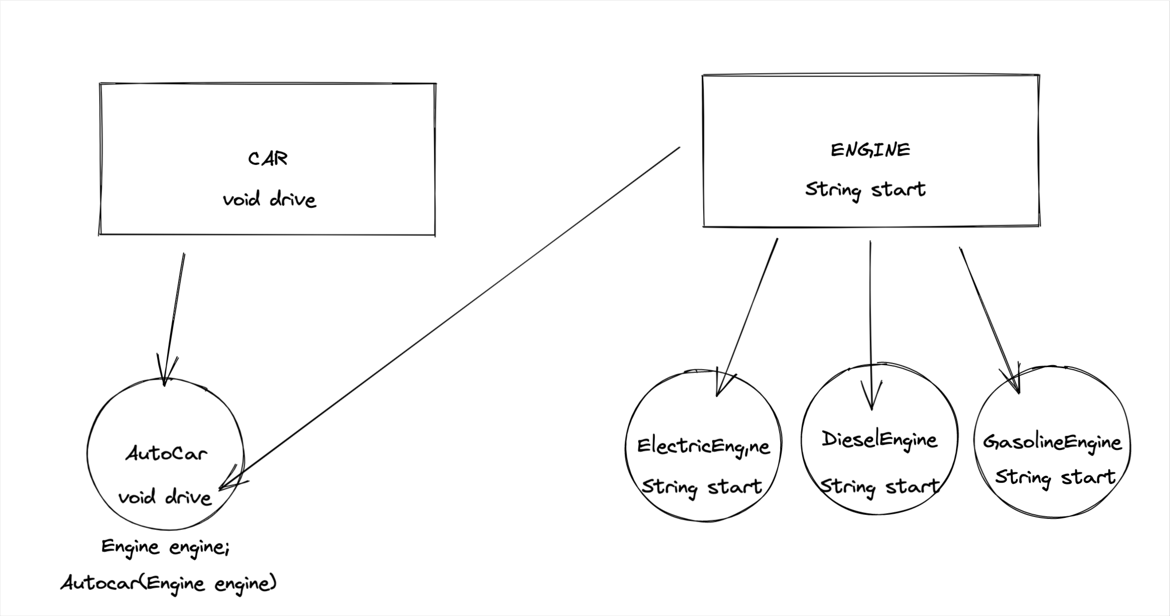 CAR
void drive
ENGINE
String start
AutoCar
void drive
Engine engine;
Autocar(Engine engine)
ElectricEngine
String start
DieselEngine
String start
GasolineEngine
String start